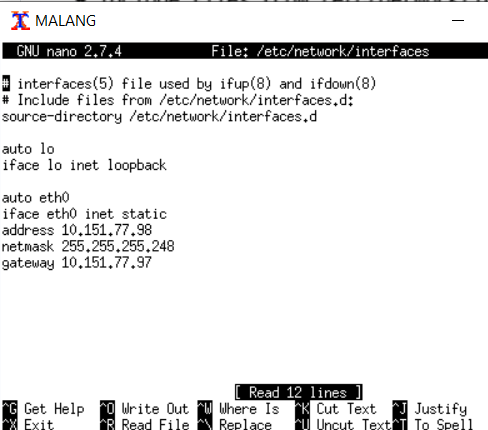 MALANG
GNU nano 2.7.4 File: /etc/network/interfaces
# interfaces(5) file used by ifup(8) and ifdown(8)
# Include files from /etc/network/interfaces.d:
source-directory /etc/network/interfaces.d
auto lo
iface lo inet loopback
auto eth0
iface eth0 inet static
address 10.151.77.98
netmask 255.255.255.248
gateway 10.151.77.97
[ Read 12 lines ]
^G Get Help ^O Write Out ^W Where Is ^K Cut Text ^J Justify
^X Exit ^R Read File ^\ Replace ^U Uncut Text ^T To Spell